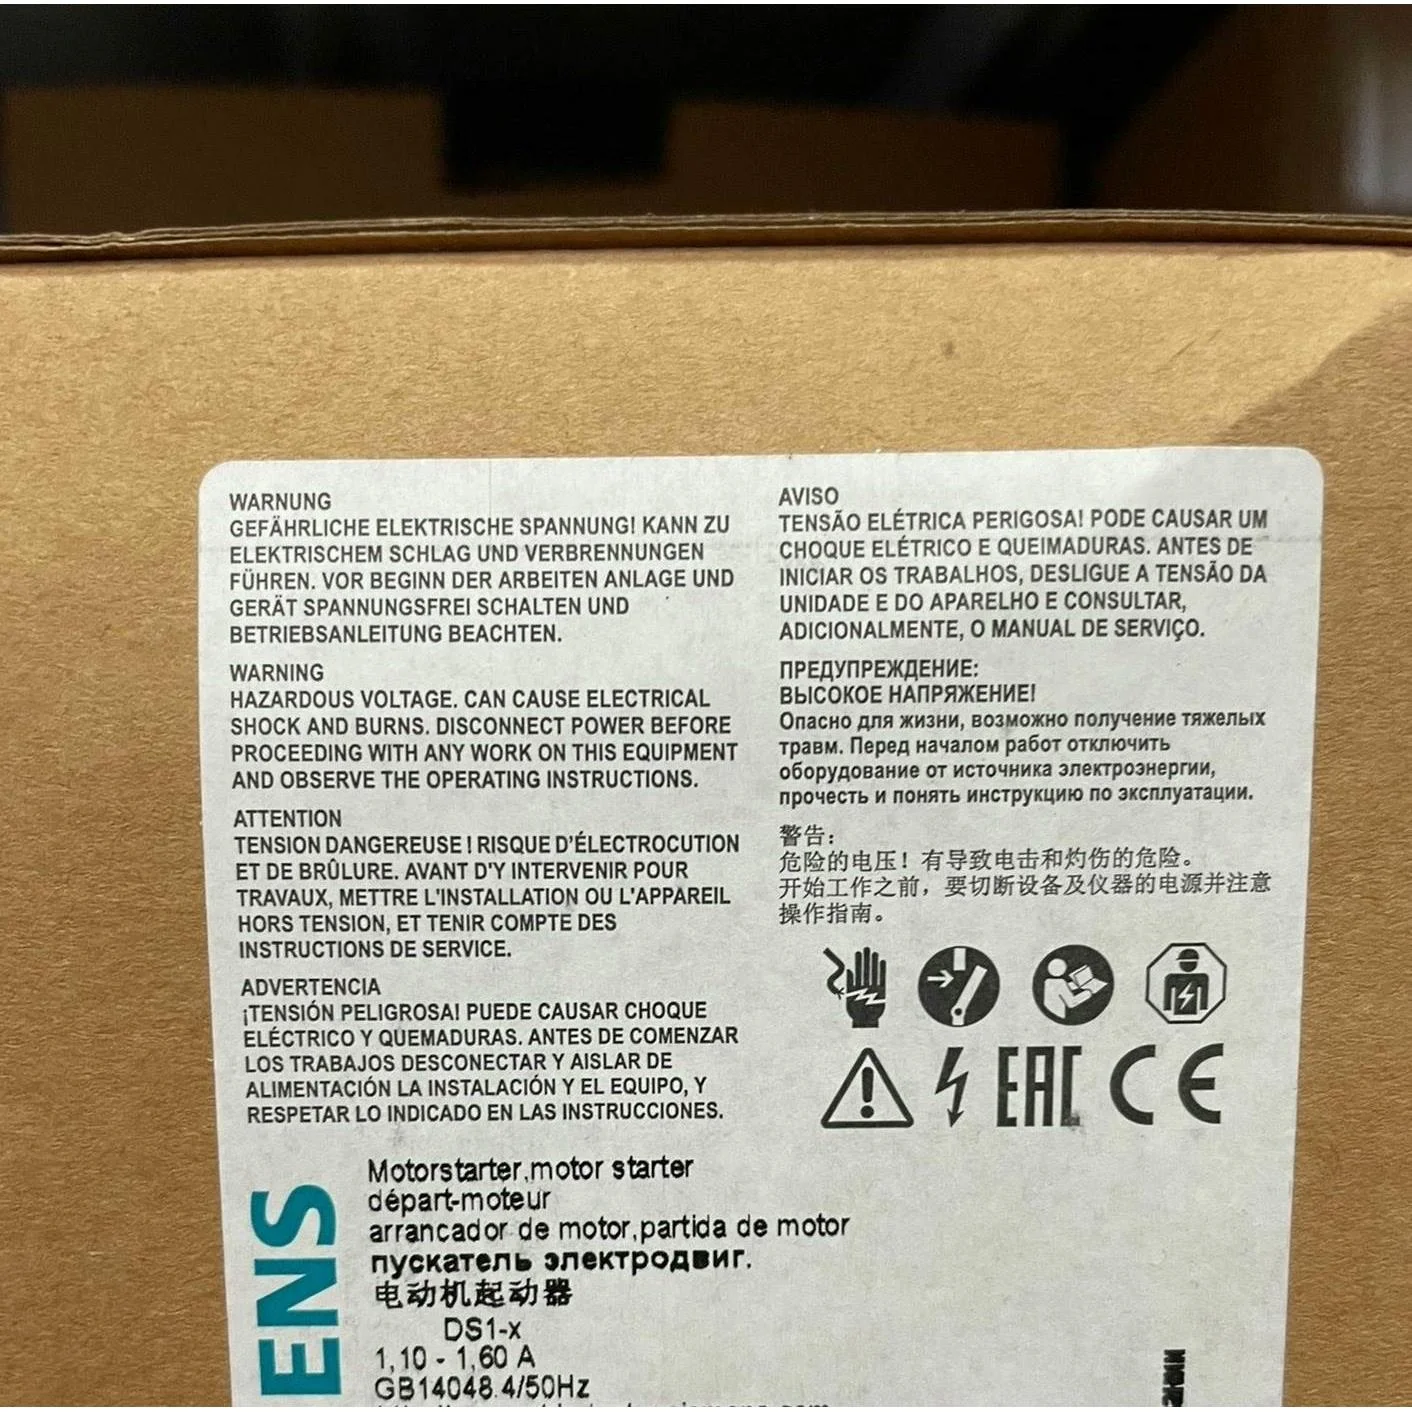 WARNUNG
GEFÄHRLICHE ELEKTRISCHE SPANNUNG! KANN ZU
ELEKTRISCHEM SCHLAG UND VERBRENNUNGEN
FÜHREN. VOR BEGINN DER ARBEITEN ANLAGE UND
GERÄT SPANNUNGSFREI SCHALTEN UND
BETRIEBSANLEITUNG BEACHTEN.
WARNING
HAZARDOUS VOLTAGE. CAN CAUSE ELECTRICAL
SHOCK AND BURNS. DISCONNECT POWER BEFORE
PROCEEDING WITH ANY WORK ON THIS EQUIPMENT
AND OBSERVE THE OPERATING INSTRUCTIONS.
ATTENTION
TENSION DANGEREUSE ! RISQUE D'ÉLECTROCUTION
ET DE BRÛLURE. AVANT D'Y INTERVENIR POUR
TRAVAUX, METTRE L'INSTALLATION OU L'APPAREIL
HORS TENSION, ET TENIR COMPTE DES
INSTRUCTIONS DE SERVICE.
ADVERTENCIA
¡TENSIÓN PELIGROSA! PUEDE CAUSAR CHOQUE
ELÉCTRICO Y QUEMADURAS. ANTES DE COMENZAR
LOS TRABAJOS DESCONECTAR Y AISLAR DE
ALIMENTACIÓN LA INSTALACIÓN Y EL EQUIPO, Y
RESPETAR LO INDICADO EN LAS INSTRUCCIONES.
AVISO
TENSÃO ELÉTRICA PERIGOSA! PODE CAUSAR UM
CHOQUE ELÉTRICO E QUEIMADURAS. ANTES DE
INICIAR OS TRABALHOS, DESLIGUE A TENSÃO DA
UNIDADE E DO APARELHO E CONSULTAR,
ADICIONALMENTE, O MANUAL DE SERVIÇO.
ПРЕДУПРЕЖДЕНИЕ:
ВЫСОКОЕ НАПРЯЖЕНИЕ!
Опасно для жизни, возможно получение тяжелых
травм. Перед началом работ отключить
оборудование от источника электроэнергии,
прочесть и понять инструкцию по эксплуатации.
警告:
危险的电压！有导致电击和灼伤的危险。
开始工作之前，要切断设备及仪器的电源并注意
操作指南。
EAC CE
ENS
Motorstarter,motor starter
départ-moteur
arrancador de motor,partida de motor
пускатель электродвиг.
电动机起动器
DS1-x
1,10 - 1,60 A
GB14048.4/50Hz